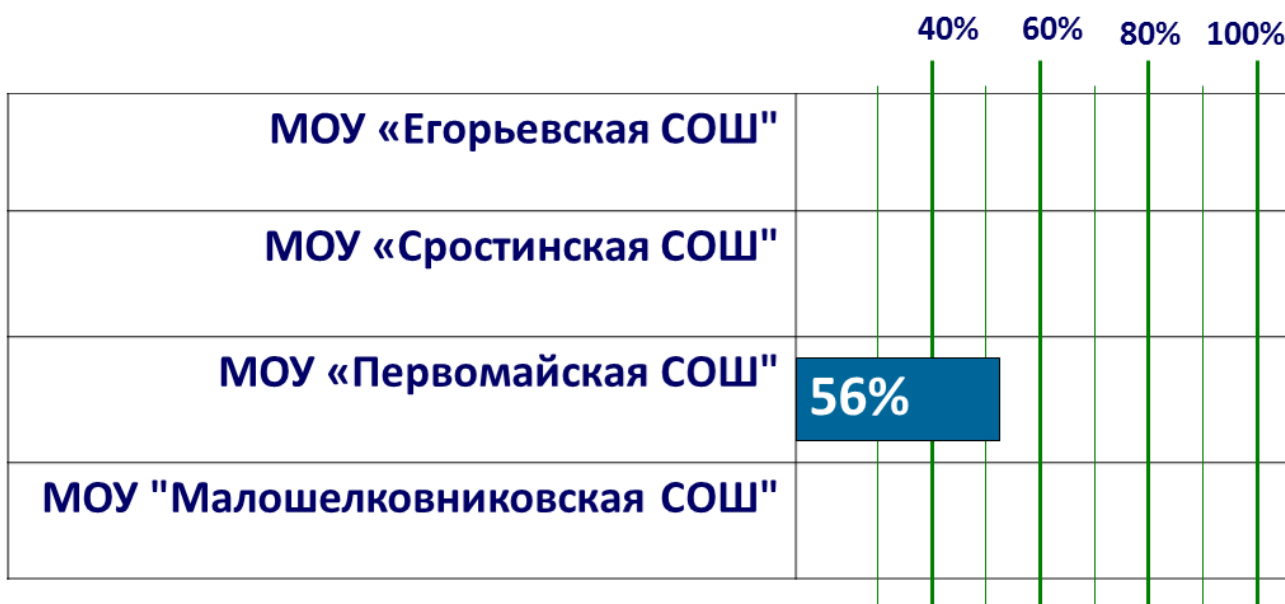 40% 60% 80% 100%
МОУ «Егорьевская СОШ"
МОУ «Сростинская СОШ"
МОУ «Первомайская СОШ"
56%
МОУ "Малошелковниковская СОШ"